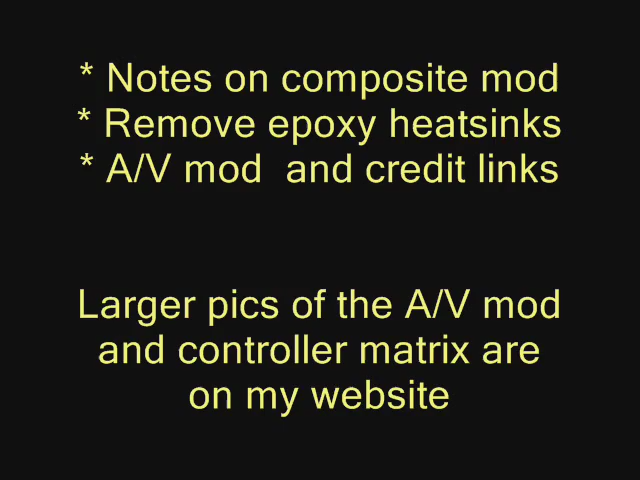 * Notes on composite mod
* Remove epoxy heatsinks
* A/V mod  and credit links
Larger pics of the A/V mod
and controller matrix are
on my website